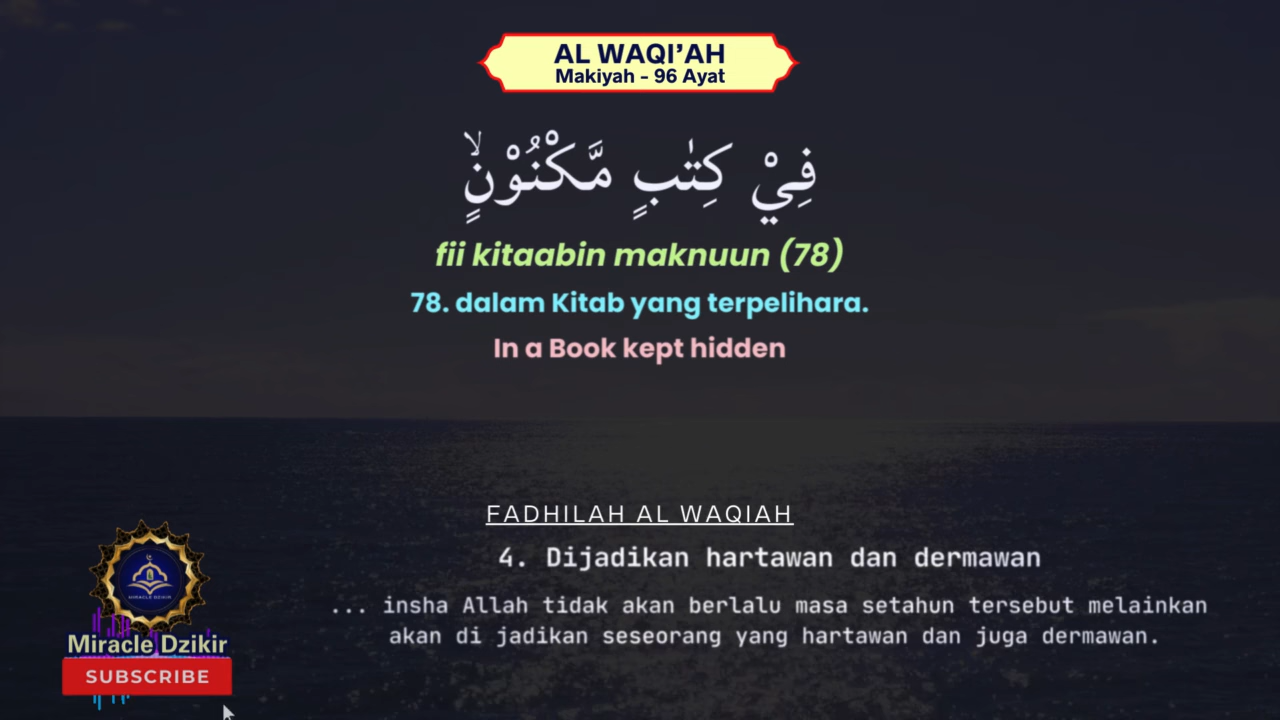 AL WAQI’AH
Makiyah - 96 Ayat
فِيْ كِتٰبٍ مَّكْنُوْنٍۙ
fii kitaabin maknuun (78)
78. dalam Kitab yang terpelihara.
In a Book kept hidden
FADHILAH AL WAQIAH
4. Dijadikan hartawan dan dermawan
... insha Allah tidak akan berlalu masa setahun tersebut melainkan
akan di jadikan seseorang yang hartawan dan juga dermawan.
MIRACLE DZIKIR
Miracle Dzikir
SUBSCRIBE